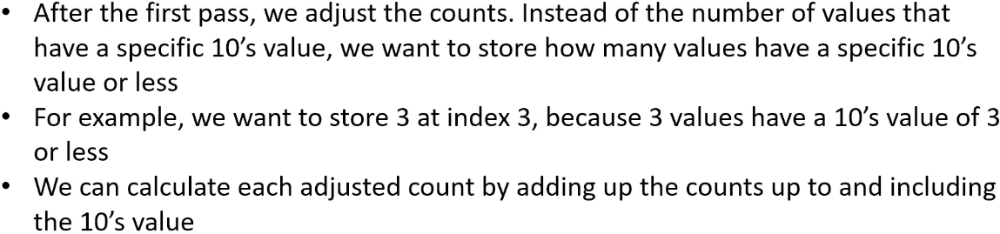 • After the first pass, we adjust the counts. Instead of the number of values that
have a specific 10’s value, we want to store how many values have a specific 10’s
value or less
• For example, we want to store 3 at index 3, because 3 values have a 10’s value of 3
or less
• We can calculate each adjusted count by adding up the counts up to and including
the 10’s value